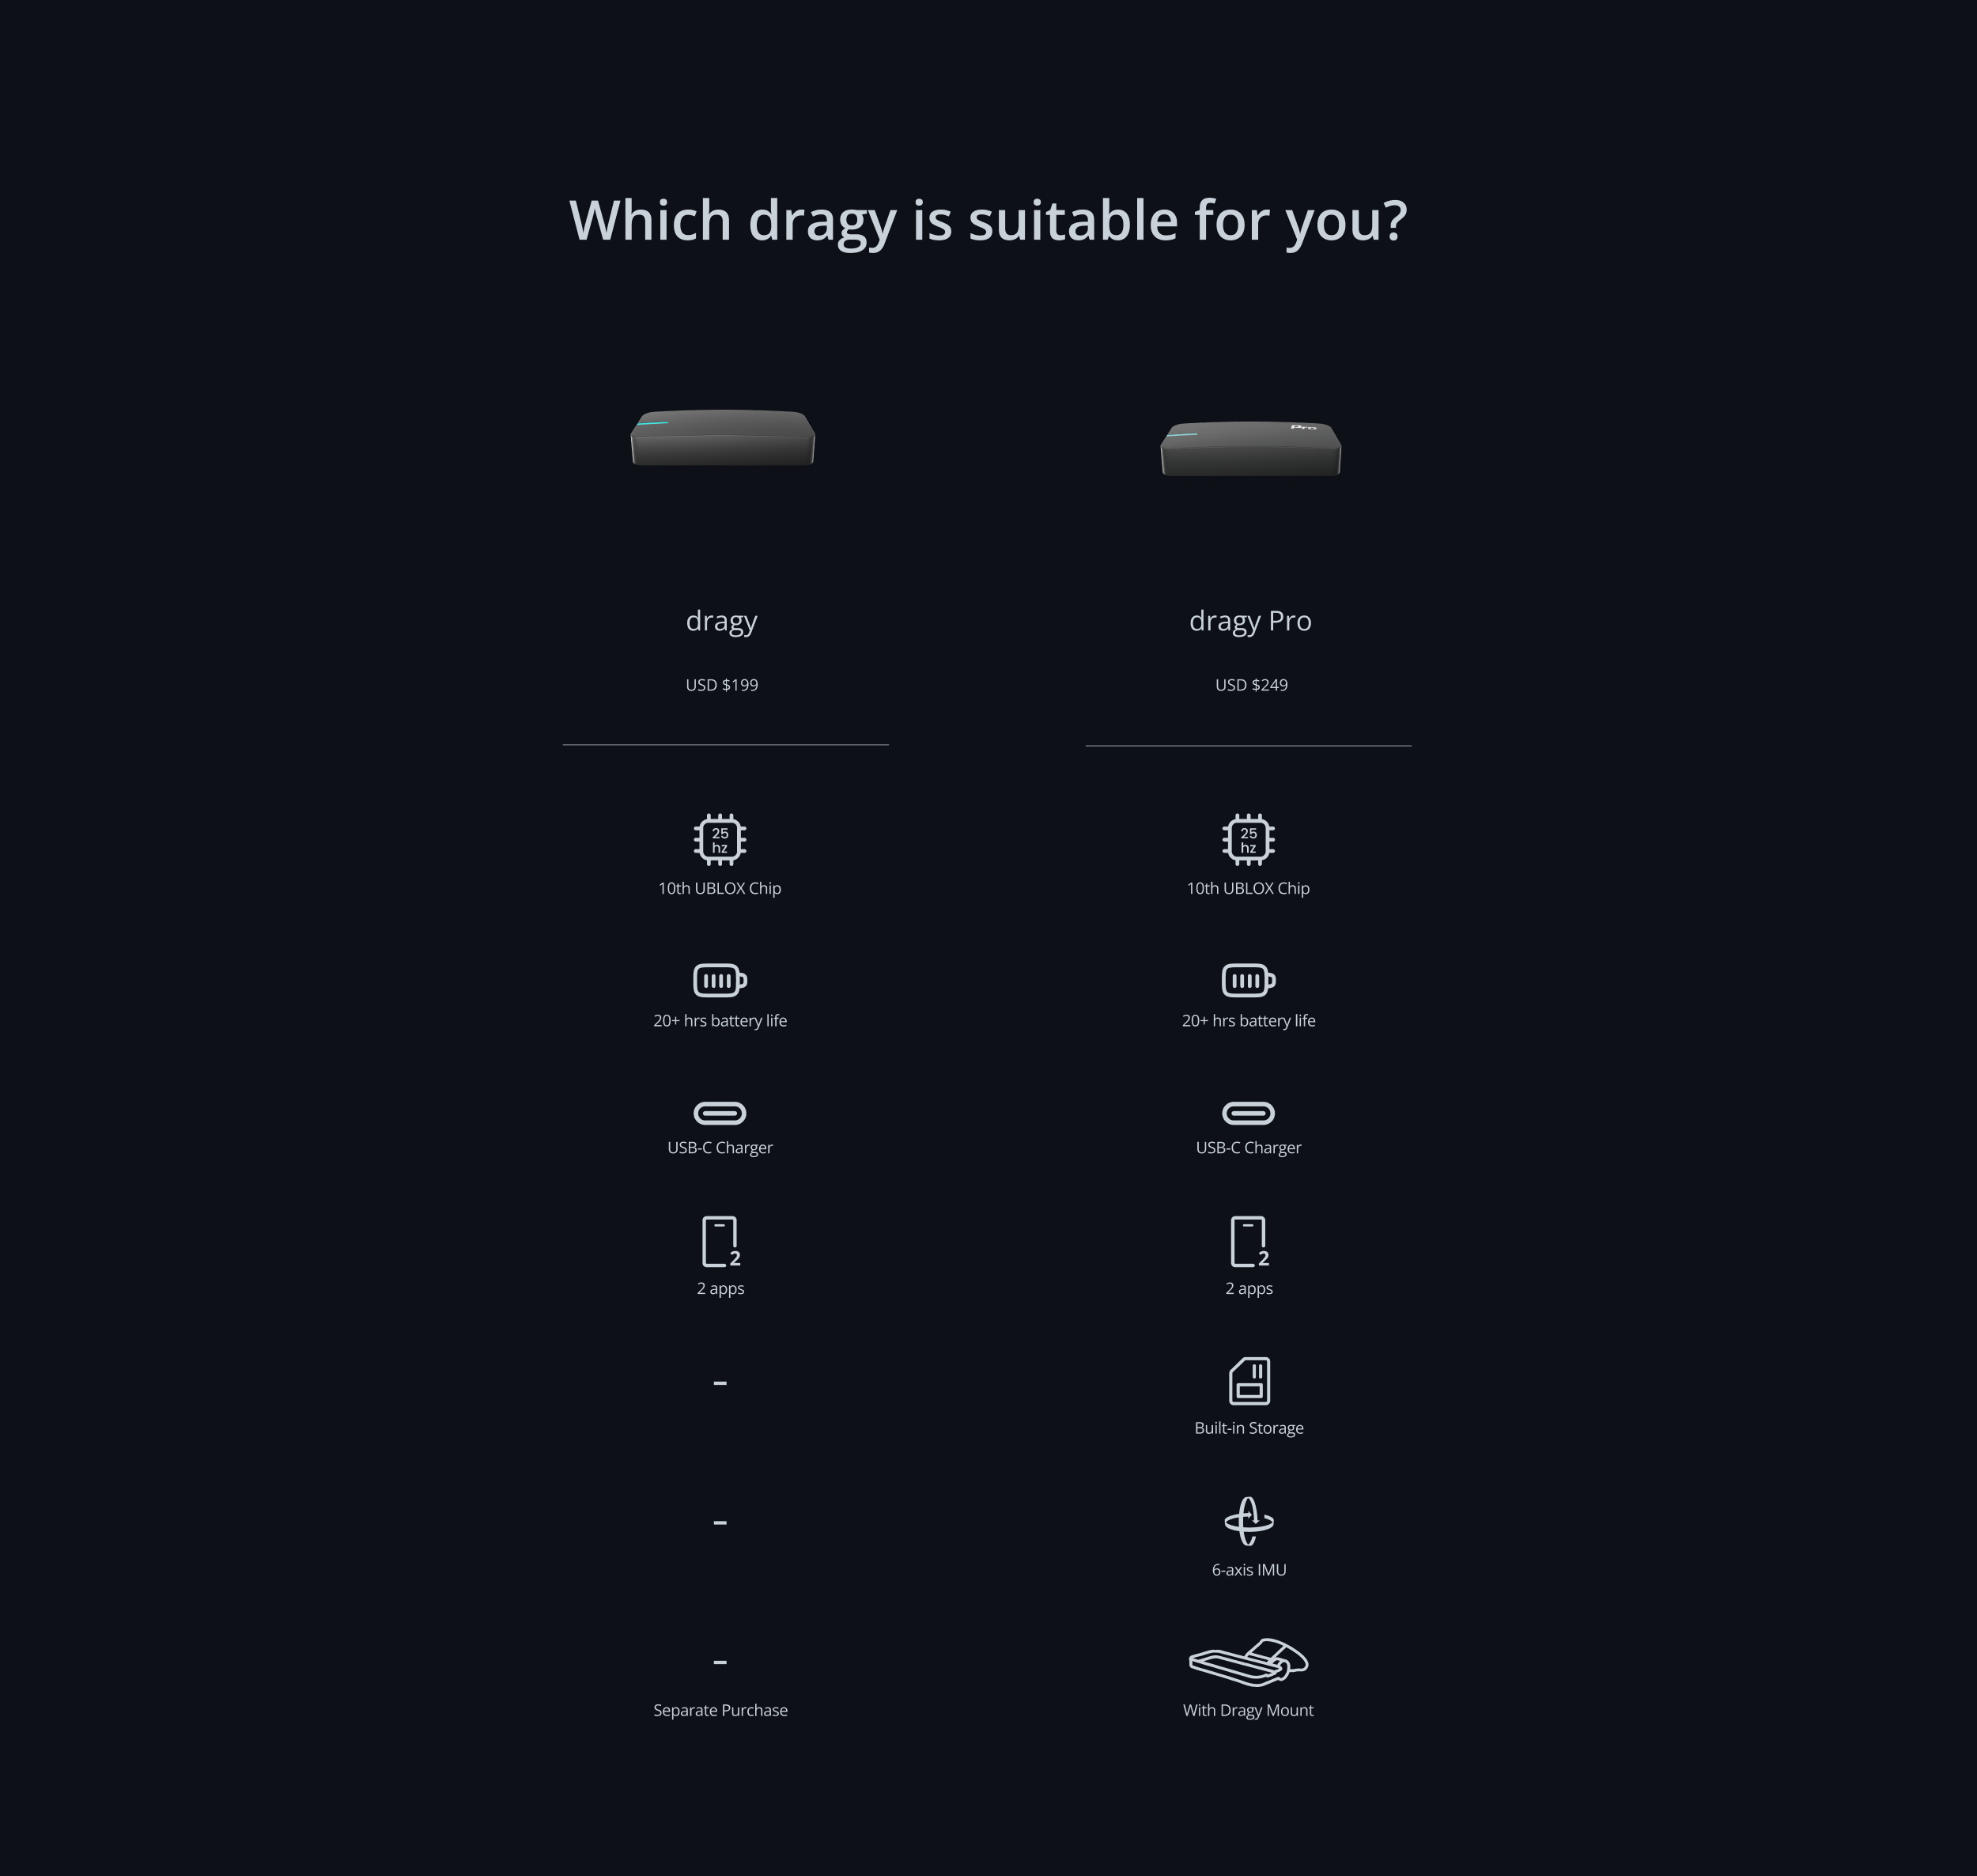 Which dragy is suitable for you?
Pro
dragy
dragy Pro
USD $199
USD $249
25
hz
25
hz
10th UBLOX Chip
10th UBLOX Chip
20+ hrs battery life
20+ hrs battery life
USB-C Charger
USB-C Charger
2
2
2 apps
2 apps
-
Built-in Storage
-
6-axis IMU
-
Separate Purchase
With Dragy Mount